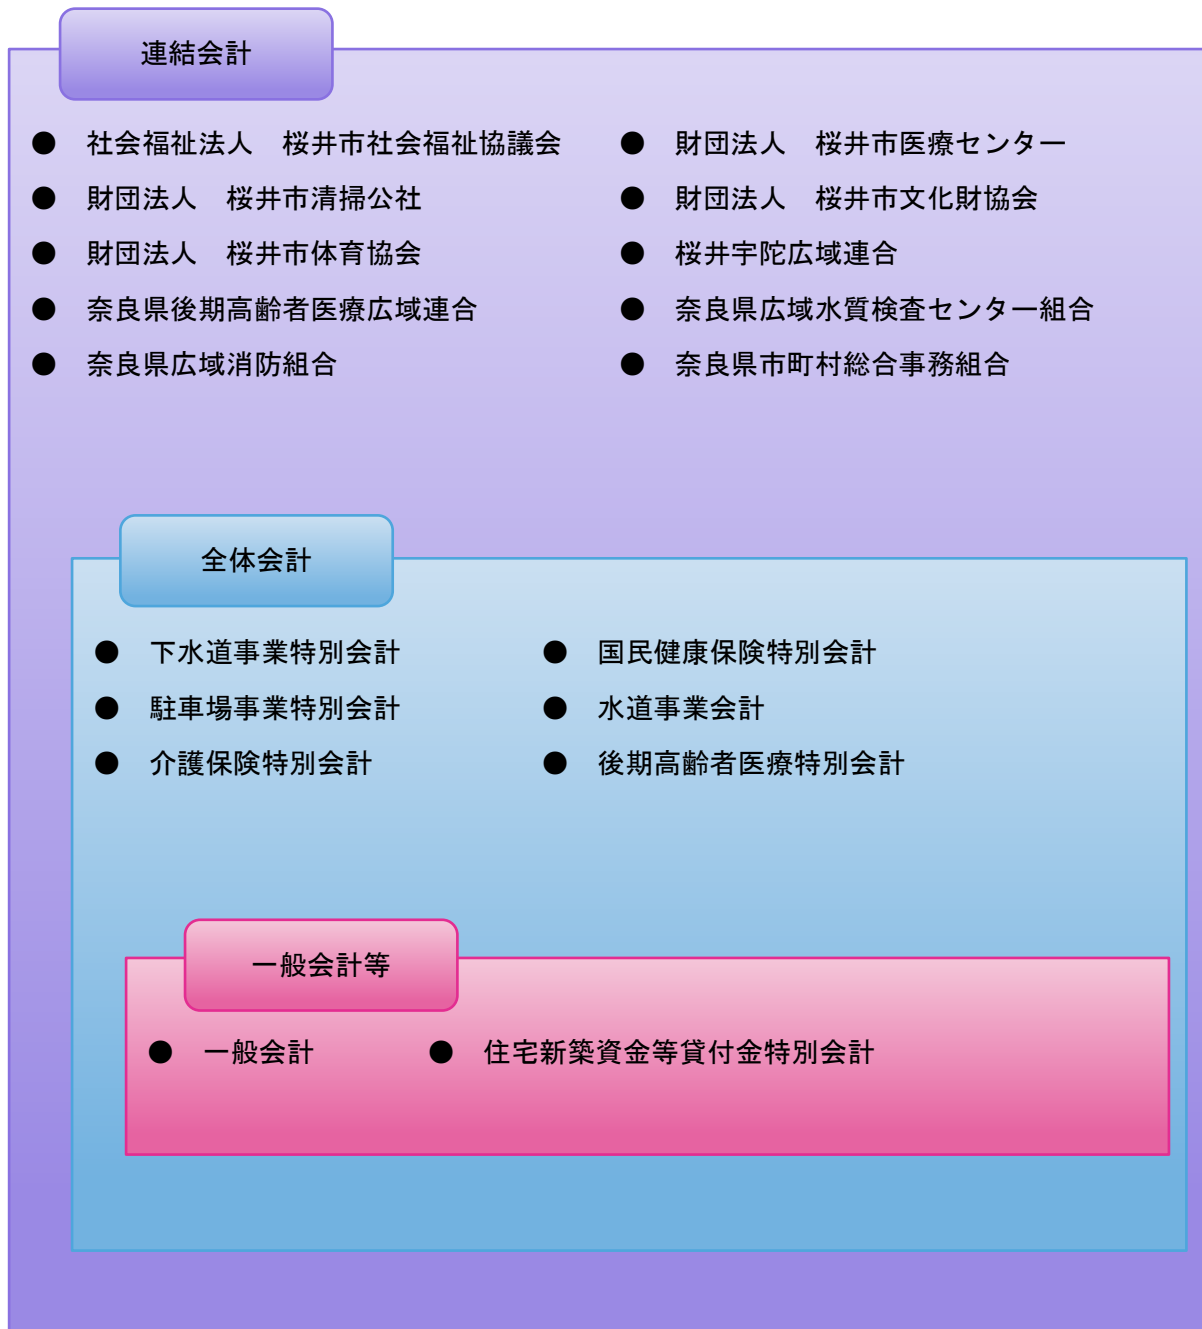 連結会計
● 社会福祉法人　桜井市社会福祉協議会 ● 財団法人　桜井市医療センター
● 財団法人　桜井市清掃公社 ● 財団法人　桜井市文化財協会
● 財団法人　桜井市体育協会 ● 桜井宇陀広域連合
● 奈良県後期高齢者医療広域連合 ● 奈良県広域水質検査センター組合
● 奈良県広域消防組合 ● 奈良県市町村総合事務組合
全体会計
● 下水道事業特別会計 ● 国民健康保険特別会計
● 駐車場事業特別会計 ● 水道事業会計
● 介護保険特別会計 ● 後期高齢者医療特別会計
一般会計等
● 一般会計 ● 住宅新築資金等貸付金特別会計